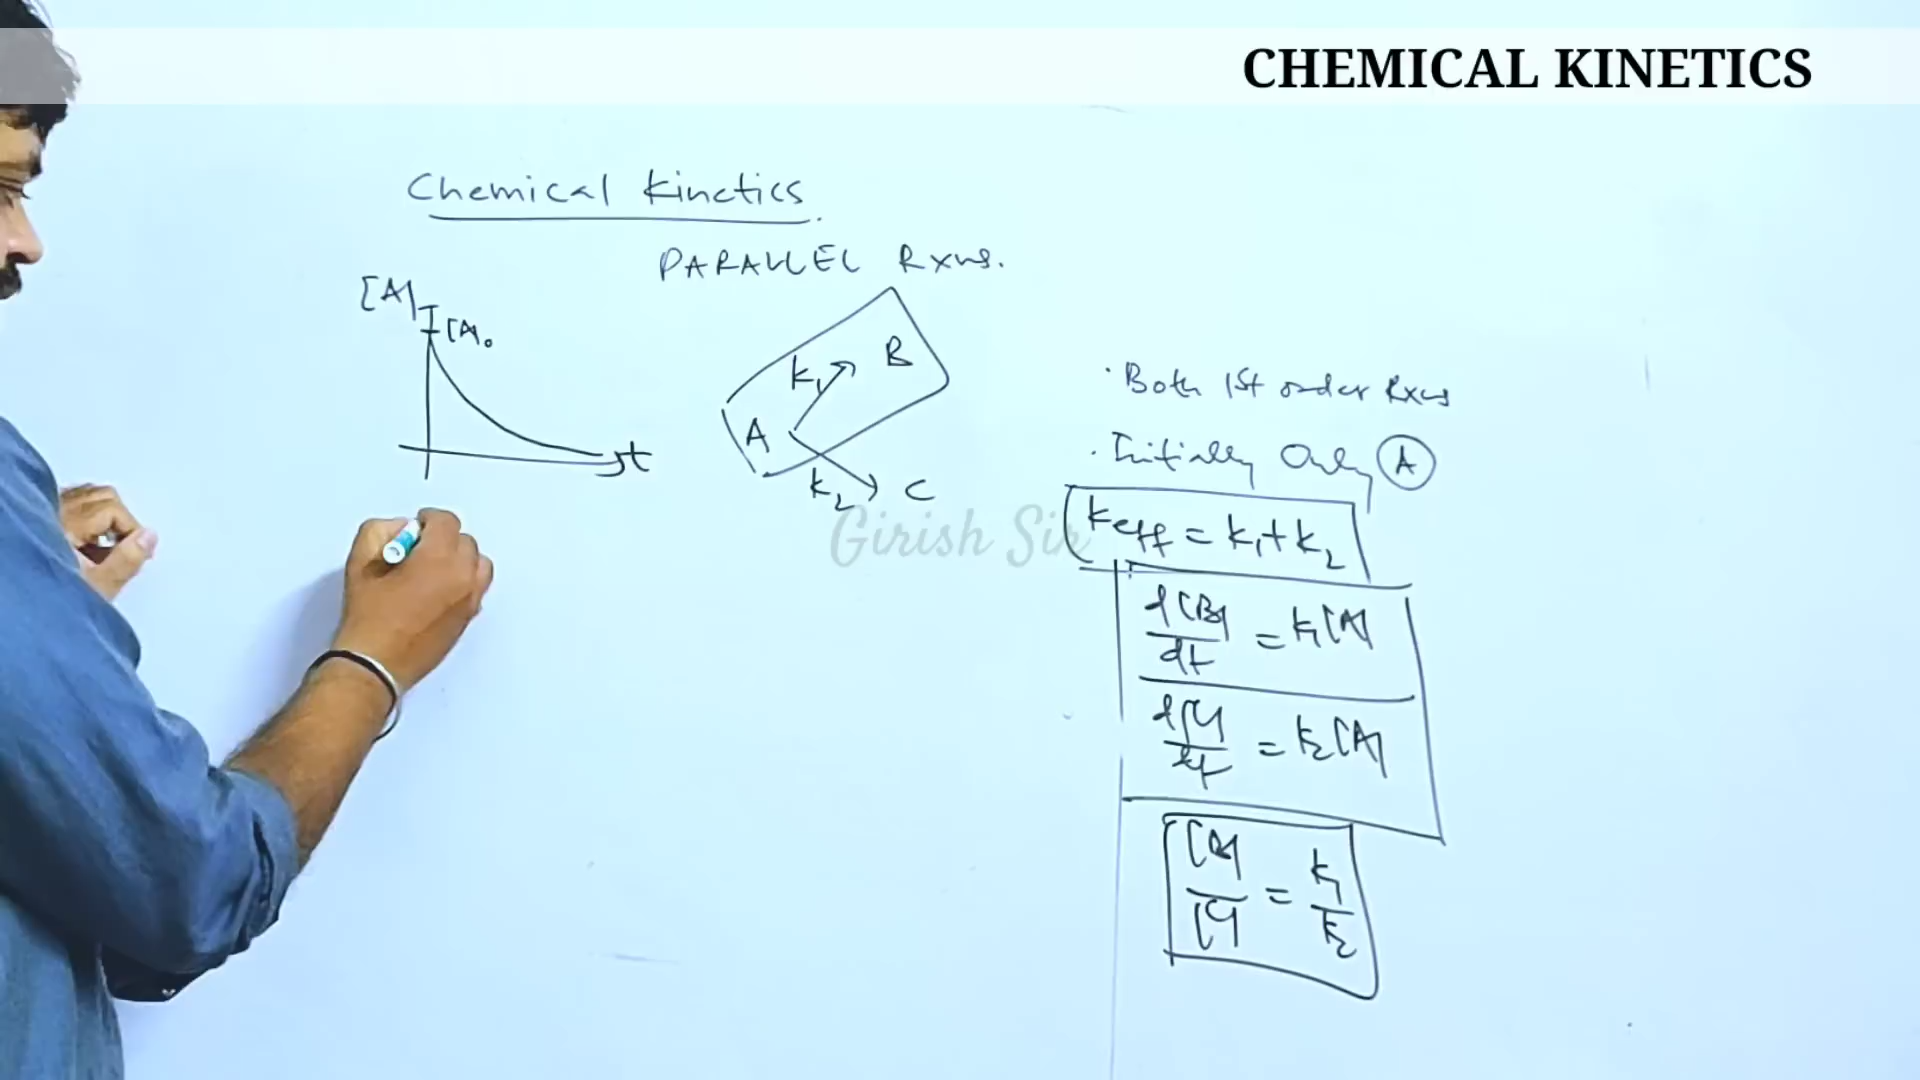 CHEMICAL KINETICS
Chemical Kinetics.
PARALLEL Rxns.
[A]
[A]₀
t
k₁
B
A
k₂
C
· Both 1st order Rxns
· Initially Only A
Girish Sir
keff = k₁ + k₂
d[B]/dt = k₁[A]
d[C]/dt = k₂[A]
[B]/[C] = k₁/k₂